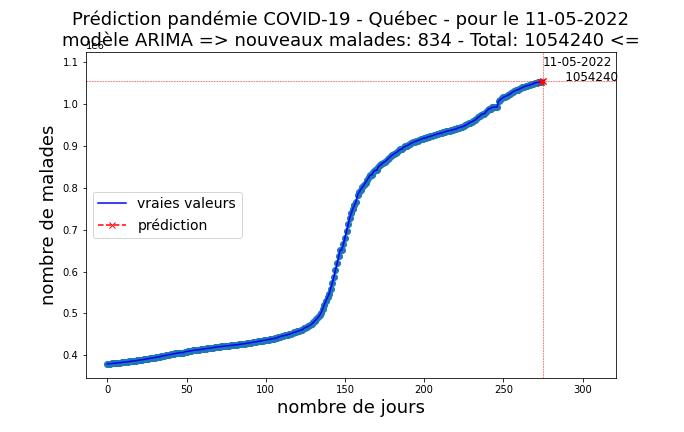 Prédiction pandémie COVID-19 - Québec - pour le 11-05-2022
modèle ARIMA => nouveaux malades: 834 - Total: 1054240 <=
1e6
11-05-2022
1054240
1.1
1.0
0.9
0.8
0.7
0.6
0.5
0.4
nombre de malades
vraies valeurs
prédiction
0 50 100 150 200 250 300
nombre de jours